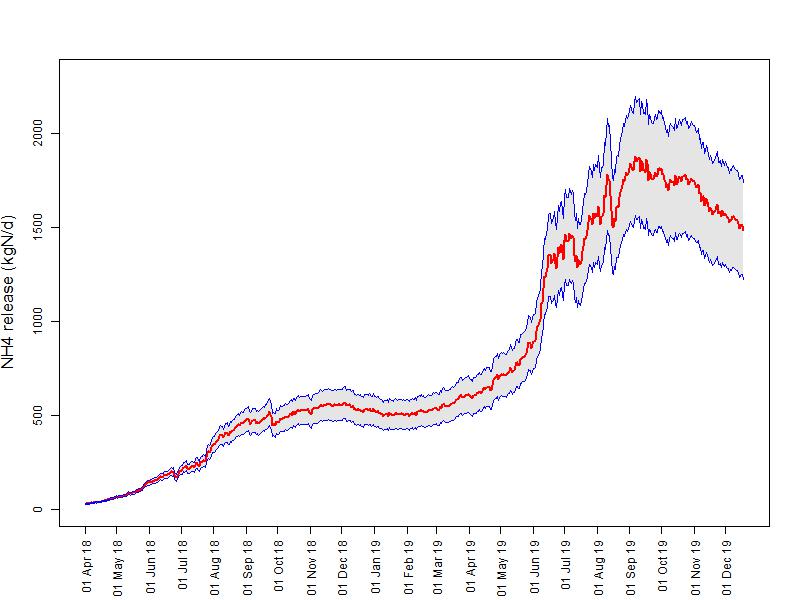 NH4 release (kgN/d)
2000
1500
1000
500
0
01 Apr 18
01 May 18
01 Jun 18
01 Jul 18
01 Aug 18
01 Sep 18
01 Oct 18
01 Nov 18
01 Dec 18
01 Jan 19
01 Feb 19
01 Mar 19
01 Apr 19
01 May 19
01 Jun 19
01 Jul 19
01 Aug 19
01 Sep 19
01 Oct 19
01 Nov 19
01 Dec 19